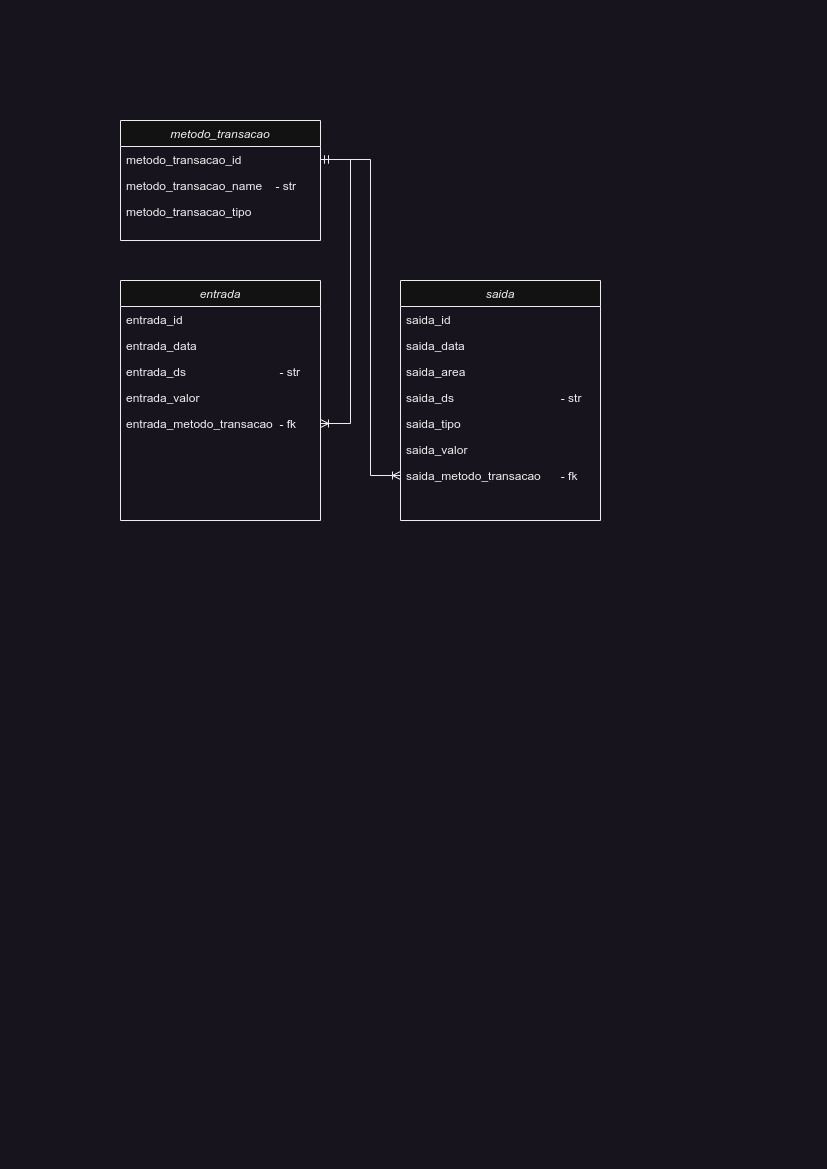 metodo_transacao
metodo_transacao_id
metodo_transacao_name - str
metodo_transacao_tipo
entrada
entrada_id
entrada_data
entrada_ds - str
entrada_valor
entrada_metodo_transacao - fk
saida
saida_id
saida_data
saida_area
saida_ds - str
saida_tipo
saida_valor
saida_metodo_transacao - fk